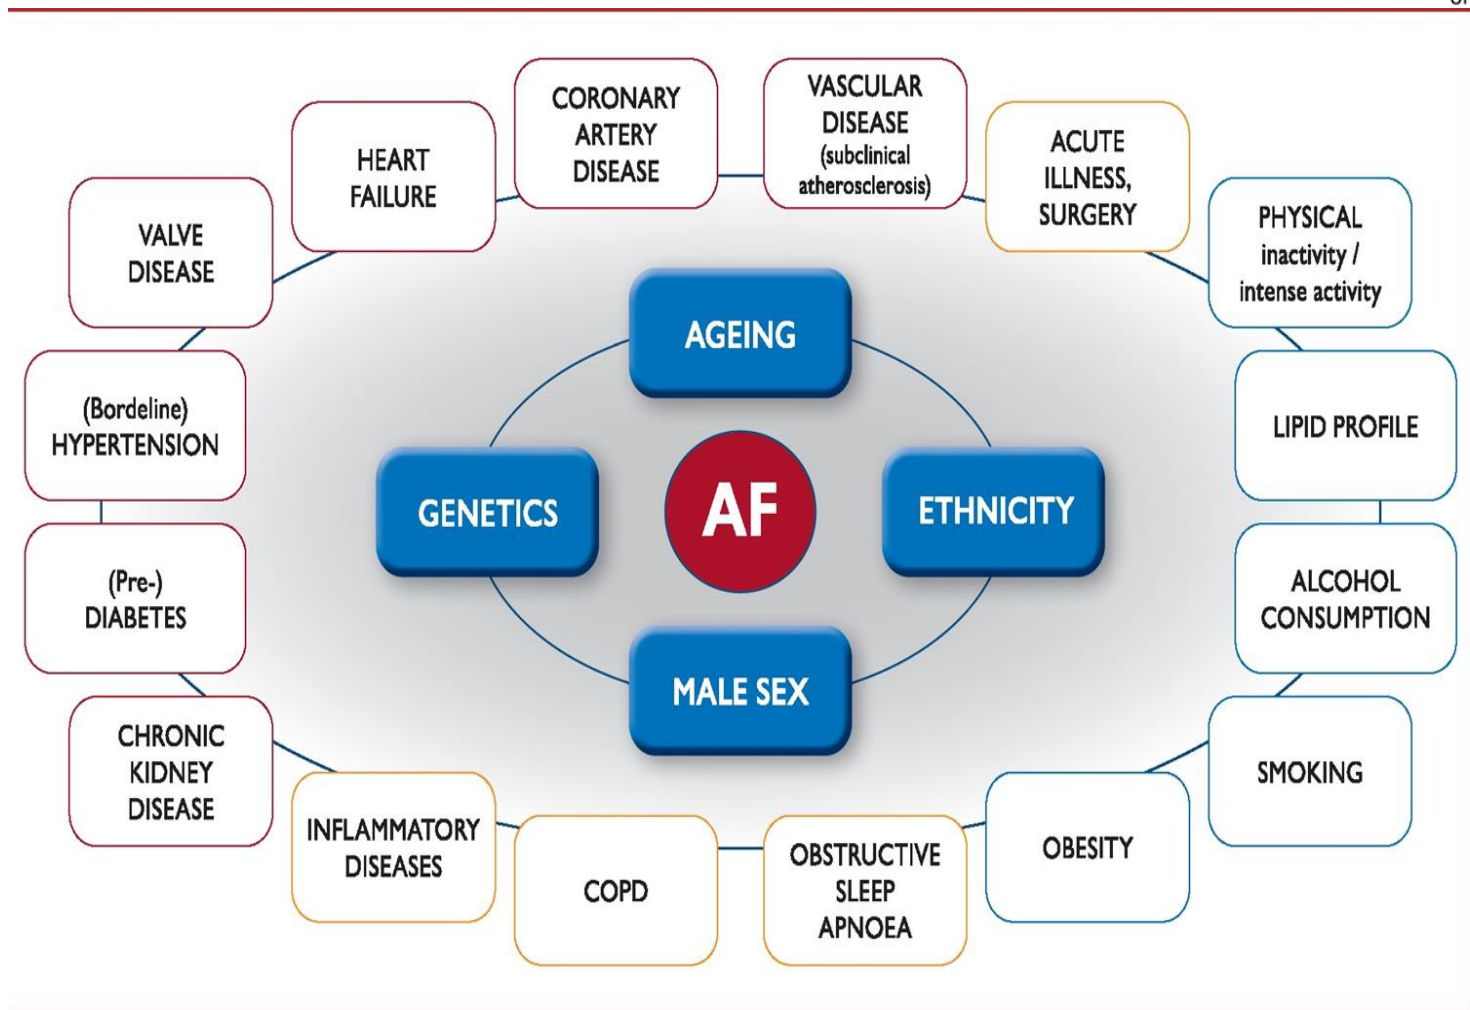 CORONARY
ARTERY
DISEASE
VASCULAR
DISEASE
(subclinical
atherosclerosis)
ACUTE
ILLNESS,
SURGERY
PHYSICAL
inactivity /
intense activity
LIPID PROFILE
ALCOHOL
CONSUMPTION
SMOKING
OBESITY
OBSTRUCTIVE
SLEEP
APNOEA
COPD
INFLAMMATORY
DISEASES
CHRONIC
KIDNEY
DISEASE
(Pre-)
DIABETES
(Bordeline)
HYPERTENSION
VALVE
DISEASE
HEART
FAILURE
AGEING
GENETICS
AF
ETHNICITY
MALE SEX